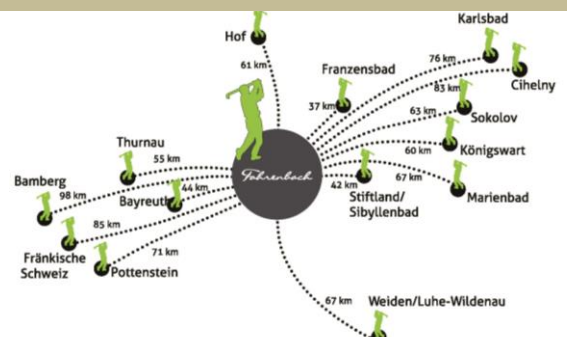 Karlsbad
Hof
76 km
61 km
Franzensbad
83 km
Cihelny
37 km
63 km
Sokolov
Thurnau
60 km
Königswart
55 km
Fahrenbach
67 km
Bamberg
98 km
44 km
42 km
Bayreuth
Stiftland/
Sibyllenbad
Marienbad
85 km
Fränkische
Schweiz
71 km
Pottenstein
67 km
Weiden/Luhe-Wildenau